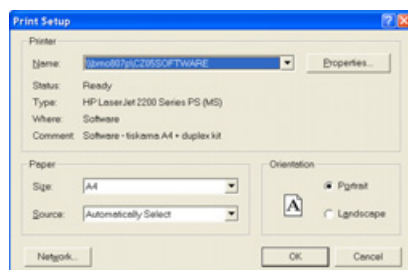 Print Setup
Printer
Name: \\bmo807p\CZ05SOFTWARE
Properties...
Status: Ready
Type: HP LaserJet 2200 Series PS (MS)
Where: Software
Comment: Software - tiskarna A4 + duplex kit
Paper
Size: A4
Source: Automatically Select
Orientation
A
Portrait
Landscape
Network...
OK
Cancel